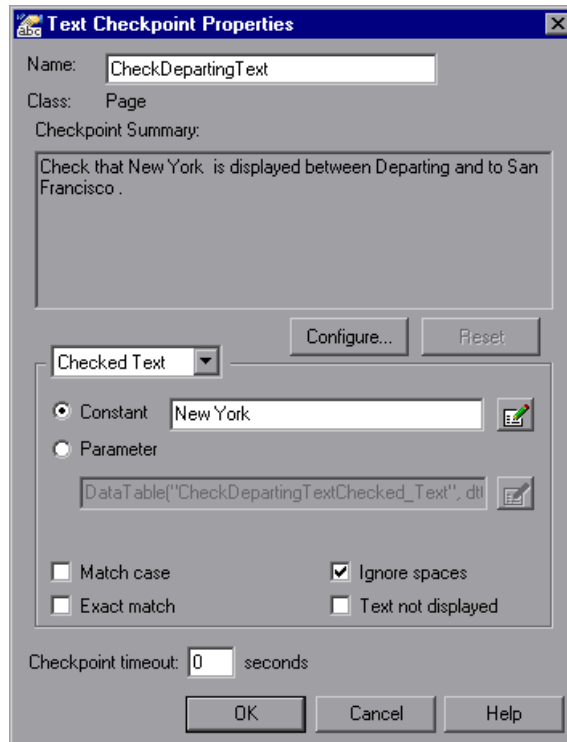 abc
Text Checkpoint Properties
Name: CheckDepartingText
Class: Page
Checkpoint Summary:
Check that New York  is displayed between Departing and to San
Francisco .
Configure... Reset
Checked Text
Constant New York
Parameter
DataTable("CheckDepartingTextChecked_Text", dt
Match case Ignore spaces
Exact match Text not displayed
Checkpoint timeout: 0 seconds
OK Cancel Help